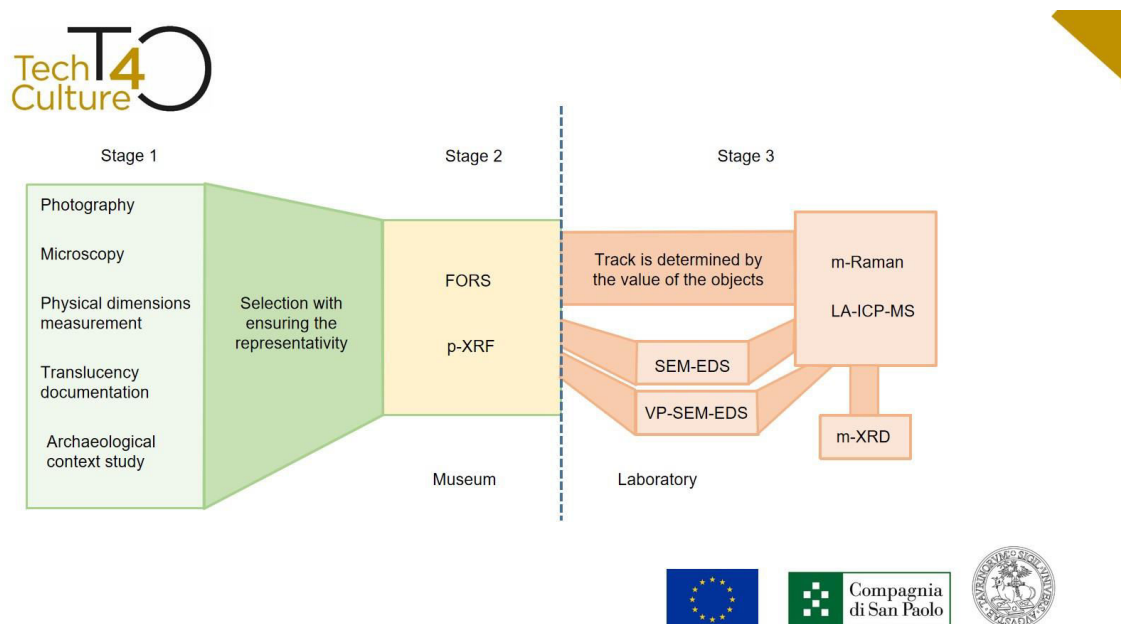 Tech T4O
Culture
Stage 1
Stage 2
Stage 3
Photography
Microscopy
Physical dimensions
measurement
Translucency
documentation
Archaeological
context study
Selection with
ensuring the
representativity
FORS
p-XRF
Museum
Track is determined by
the value of the objects
SEM-EDS
VP-SEM-EDS
m-Raman
LA-ICP-MS
m-XRD
Laboratory
Compagnia
di San Paolo